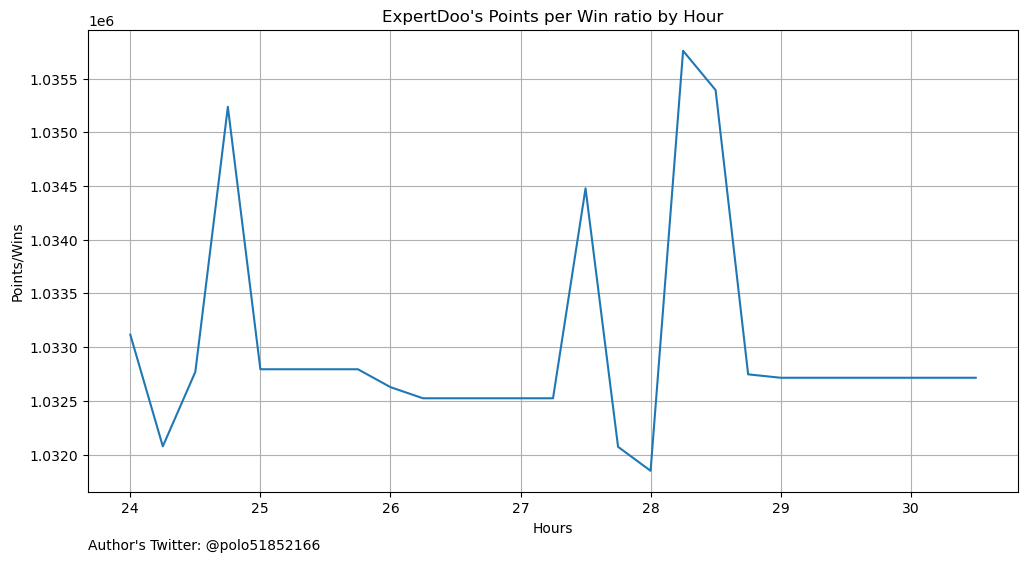 ExpertDoo's Points per Win ratio by Hour
1e6
1.0355
1.0350
1.0345
1.0340
1.0335
1.0330
1.0325
1.0320
Points/Wins
24 25 26 27 28 29 30
Hours
Author's Twitter: @polo51852166